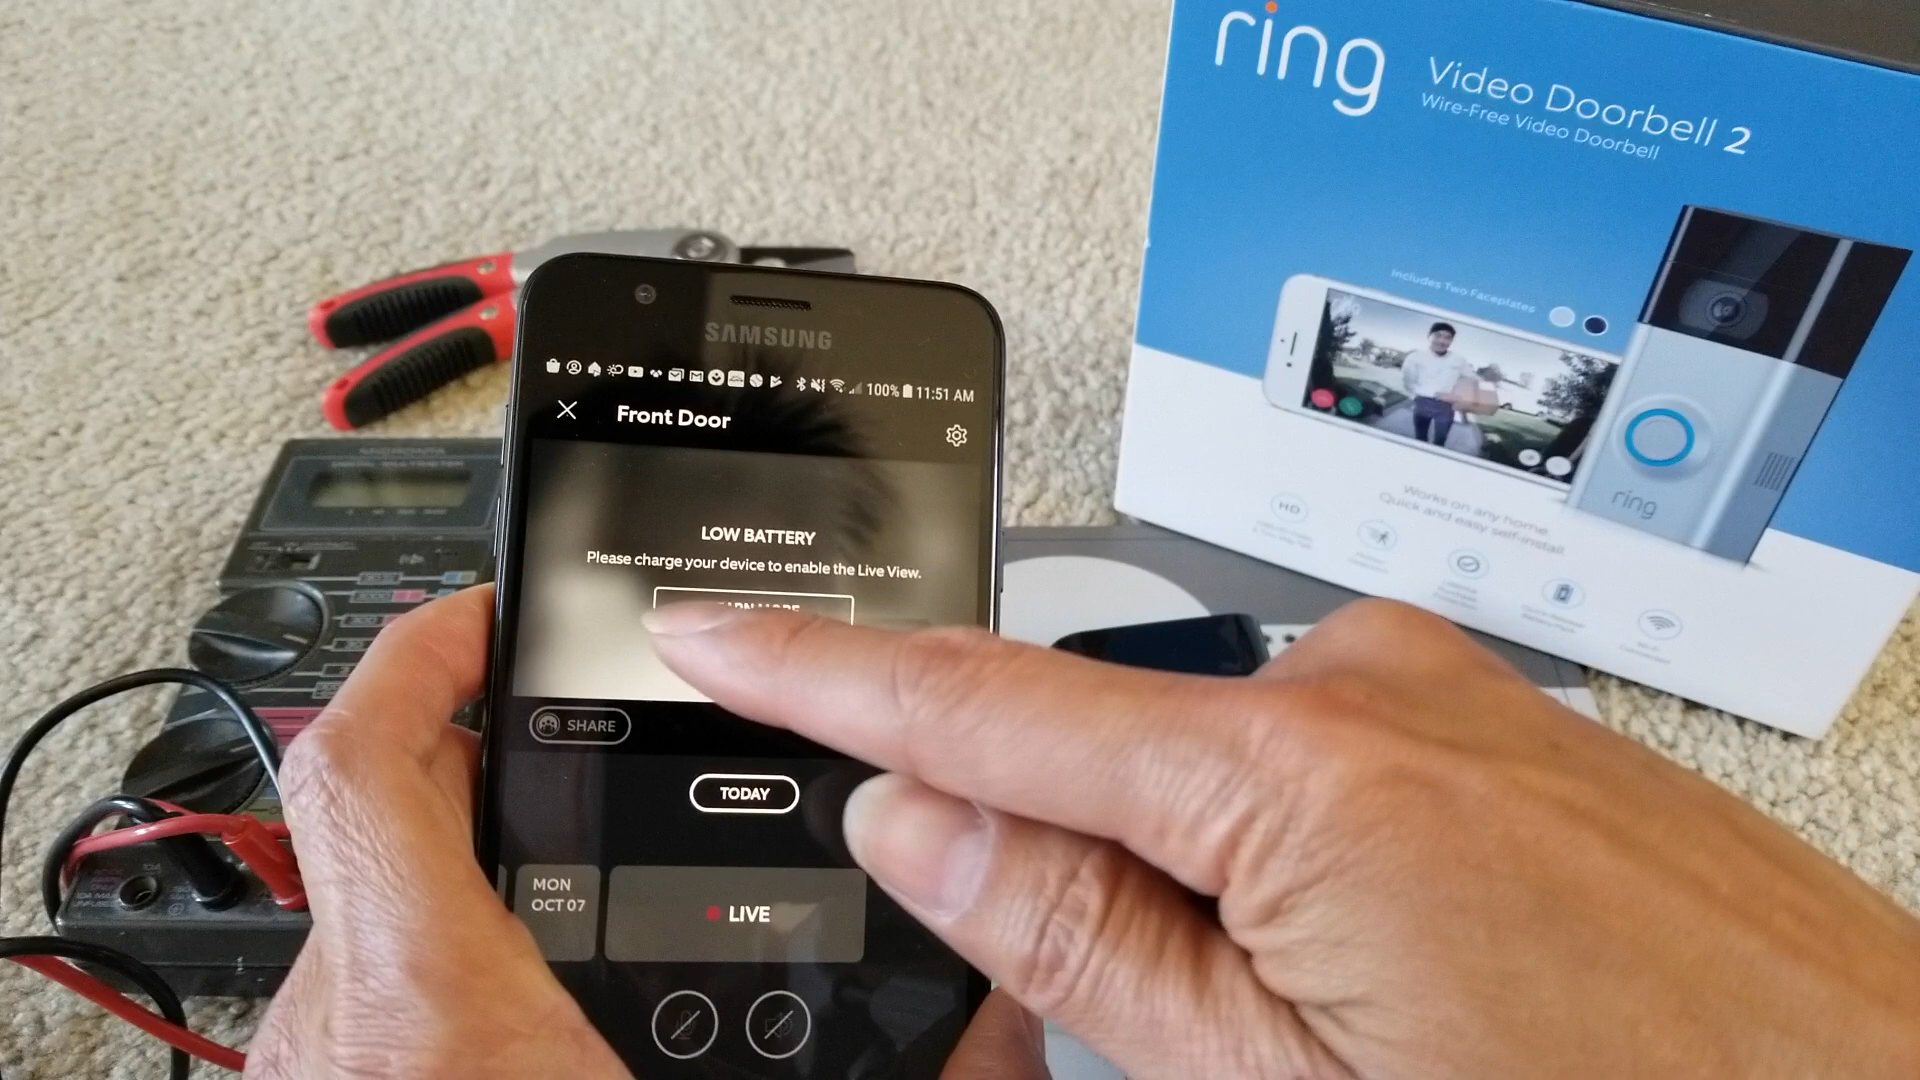 ring
Video Doorbell 2
Wire-Free Video Doorbell
Includes Two Faceplates
ring
Works on any home.
Quick and easy self-install.
HD
SAMSUNG
100% 11:51 AM
Front Door
LOW BATTERY
Please charge your device to enable the Live View.
SHARE
TODAY
MON
OCT 07
LIVE
10A